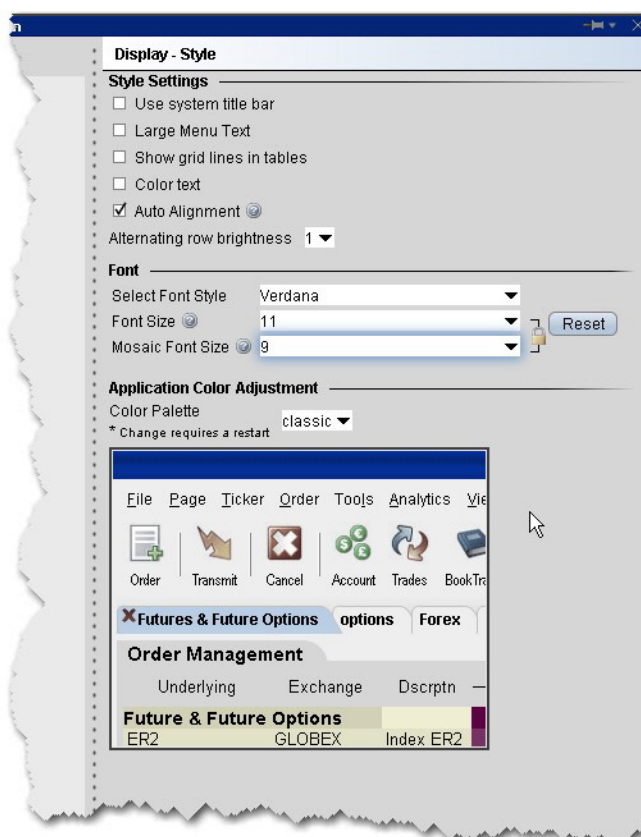 Display - Style
Style Settings
Use system title bar
Large Menu Text
Show grid lines in tables
Color text
Auto Alignment
Alternating row brightness 1
Font
Select Font Style Verdana
Font Size 11 Reset
Mosaic Font Size 9
Application Color Adjustment
Color Palette classic
* Change requires a restart
File Page Ticker Order Tools Analytics
Order Transmit Cancel Account Trades
Futures & Future Options options Forex
Order Management
Underlying Exchange Dscrptn
Future & Future Options
ER2 GLOBEX Index ER2